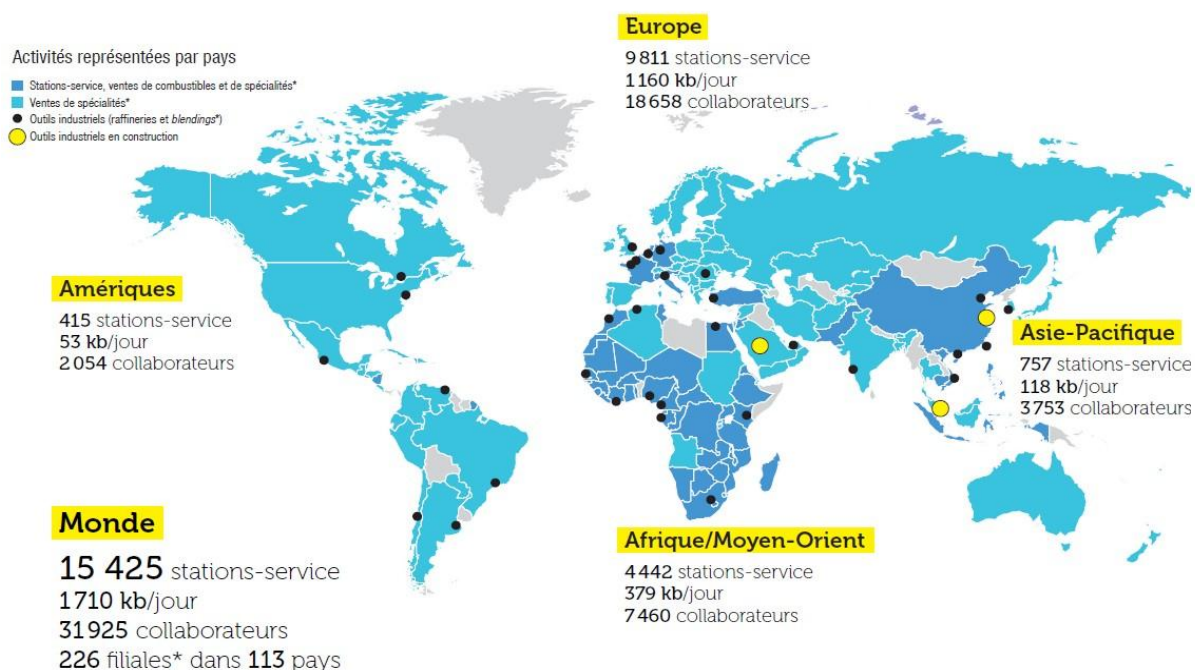 Activités représentées par pays
Stations-service, ventes de combustibles et de spécialités*
Ventes de spécialités*
Outils industriels (raffineries et blendings*)
Outils industriels en construction
Europe
9 811 stations-service
1 160 kb/jour
18 658 collaborateurs
Amériques
415 stations-service
53 kb/jour
2 054 collaborateurs
Asie-Pacifique
757 stations-service
118 kb/jour
3 753 collaborateurs
Afrique/Moyen-Orient
4 442 stations-service
379 kb/jour
7 460 collaborateurs
Monde
15 425 stations-service
1 710 kb/jour
31 925 collaborateurs
226 filiales* dans 113 pays